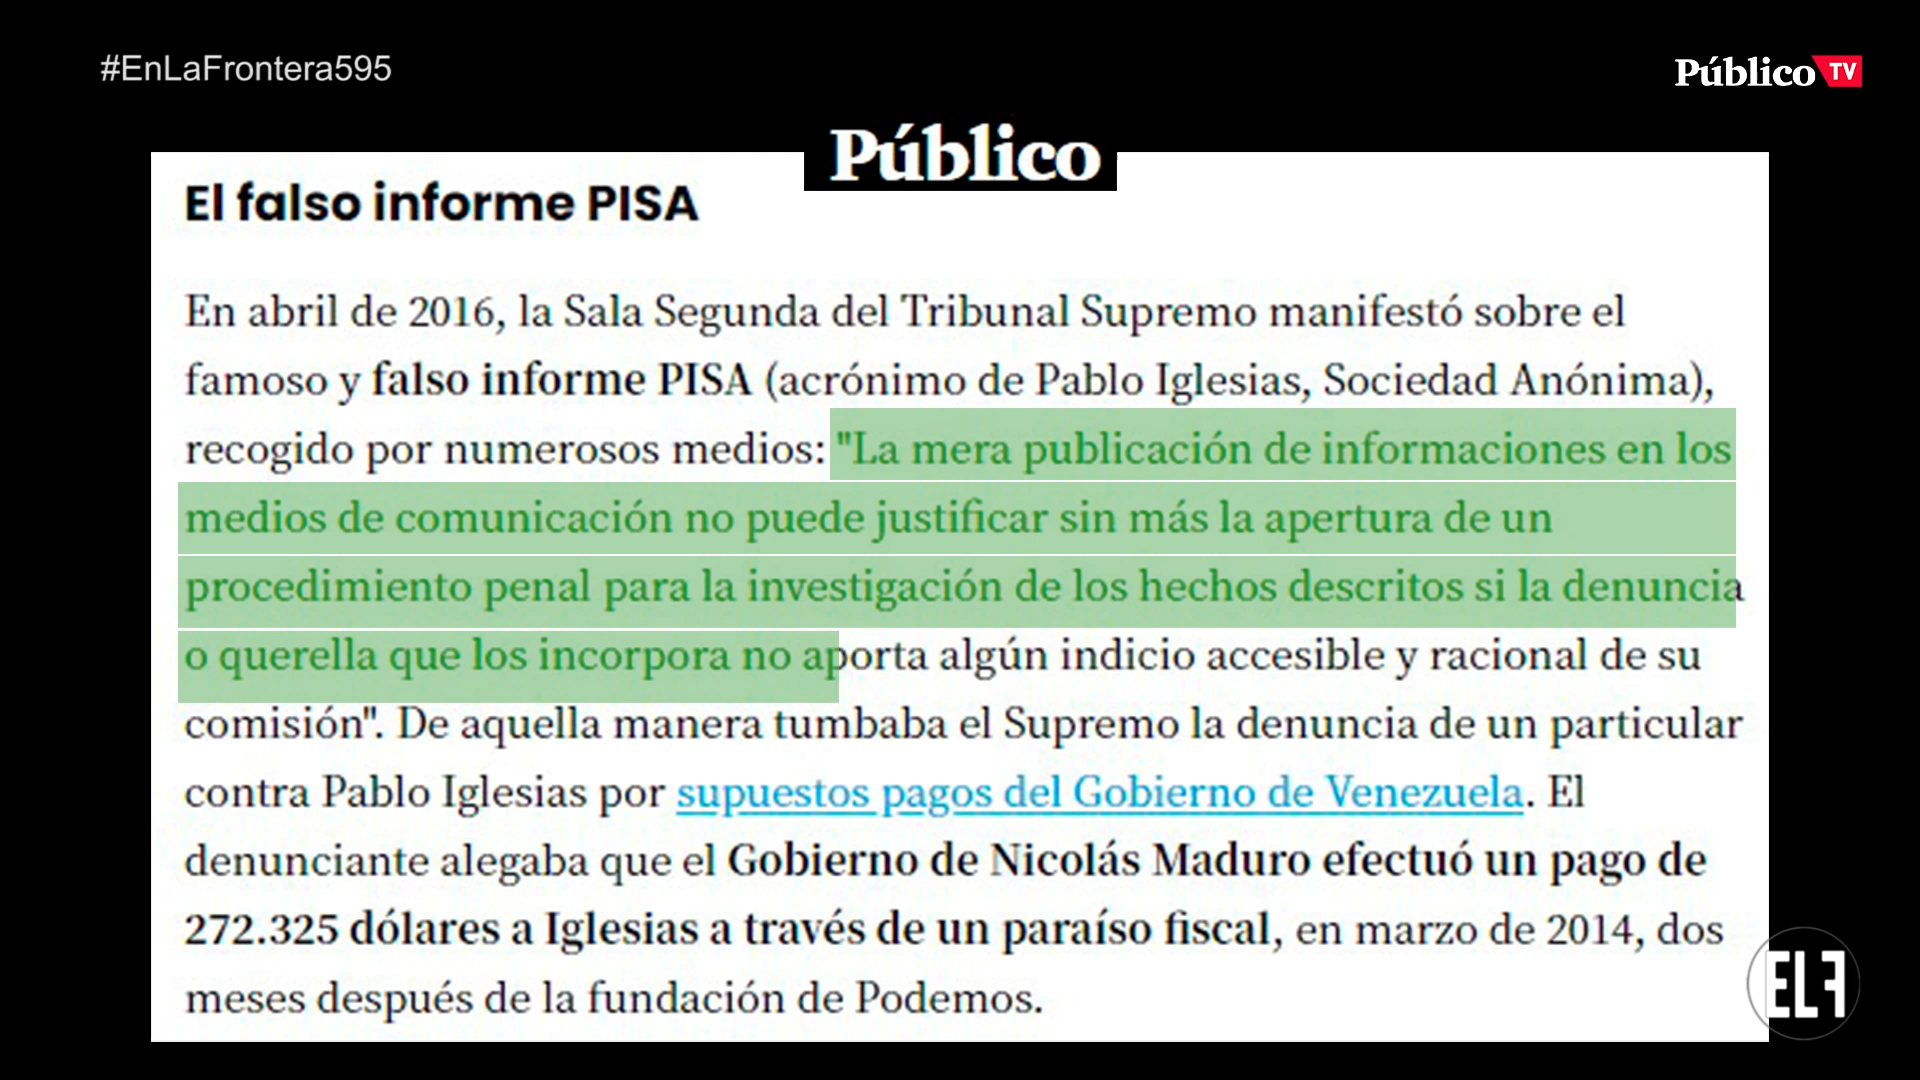 #EnLaFrontera595
Público TV
Público
El falso informe PISA
En abril de 2016, la Sala Segunda del Tribunal Supremo manifestó sobre el
famoso y falso informe PISA (acrónimo de Pablo Iglesias, Sociedad Anónima),
recogido por numerosos medios: "La mera publicación de informaciones en los
medios de comunicación no puede justificar sin más la apertura de un
procedimiento penal para la investigación de los hechos descritos si la denuncia
o querella que los incorpora no aporta algún indicio accesible y racional de su
comisión". De aquella manera tumbaba el Supremo la denuncia de un particular
contra Pablo Iglesias por supuestos pagos del Gobierno de Venezuela. El
denunciante alegaba que el Gobierno de Nicolás Maduro efectuó un pago de
272.325 dólares a Iglesias a través de un paraíso fiscal, en marzo de 2014, dos
meses después de la fundación de Podemos.
ELF